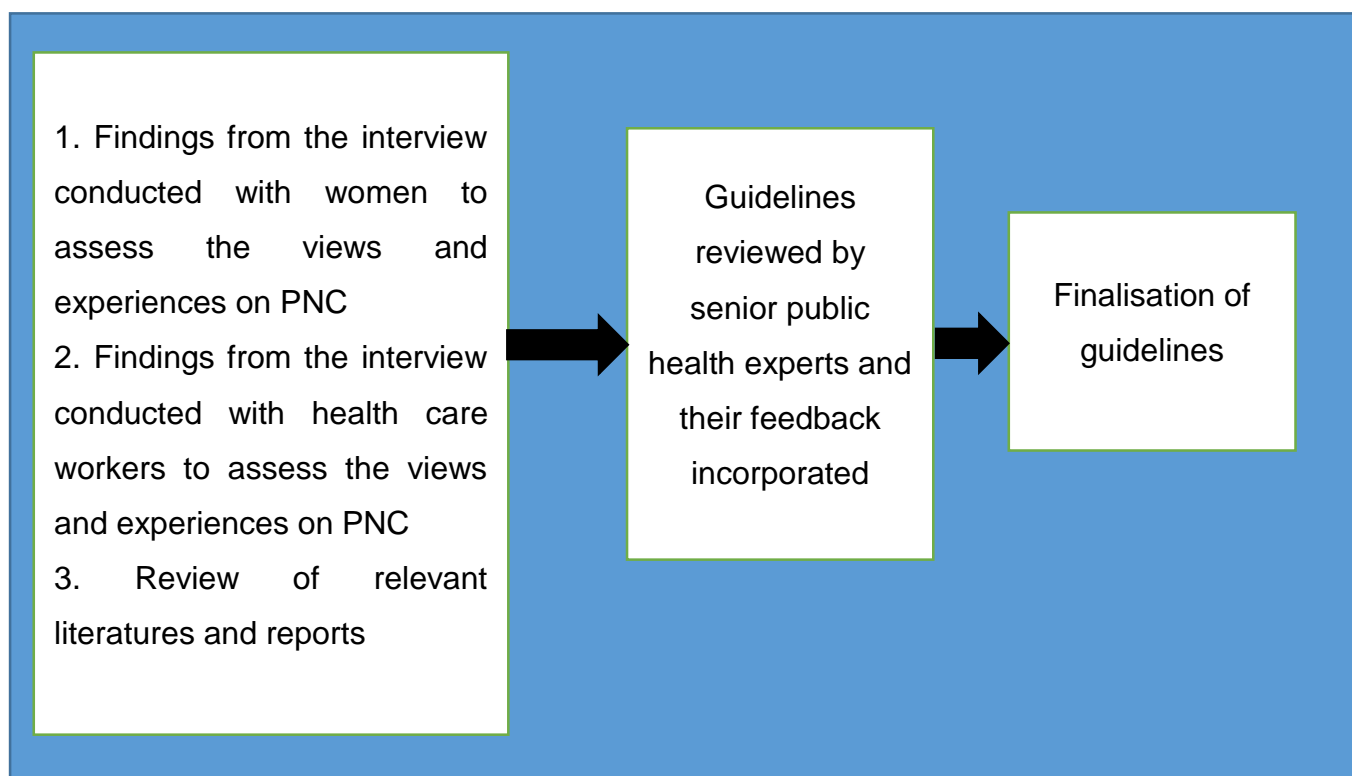 1. Findings from the interview
conducted with women to
assess the views and
experiences on PNC
2. Findings from the interview
conducted with health care
workers to assess the views
and experiences on PNC
3. Review of relevant
literatures and reports
Guidelines
reviewed by
senior public
health experts and
their feedback
incorporated
Finalisation of
guidelines